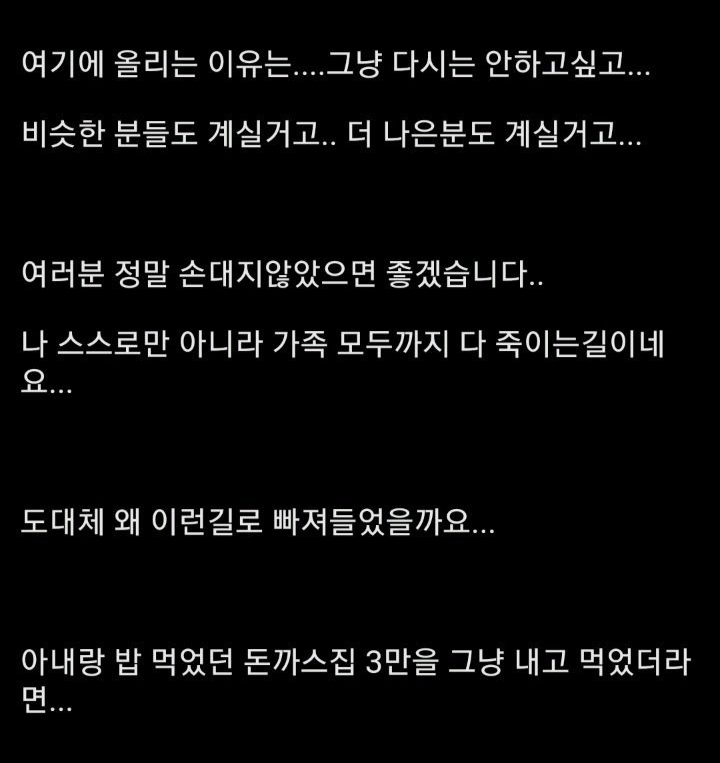 여기에 올리는 이유는....그냥 다시는 안하고싶고...
비슷한 분들도 계실거고.. 더 나은분도 계실거고...
여러분 정말 손대지않았으면 좋겠습니다..
나 스스로만 아니라 가족 모두까지 다 죽이는길이네
요...
도대체 왜 이런길로 빠져들었을까요...
아내랑 밥 먹었던 돈까스집 3만을 그냥 내고 먹었더라
면...